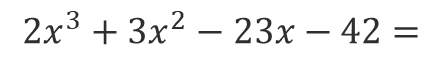 2x³ + 3x² − 23x − 42 =